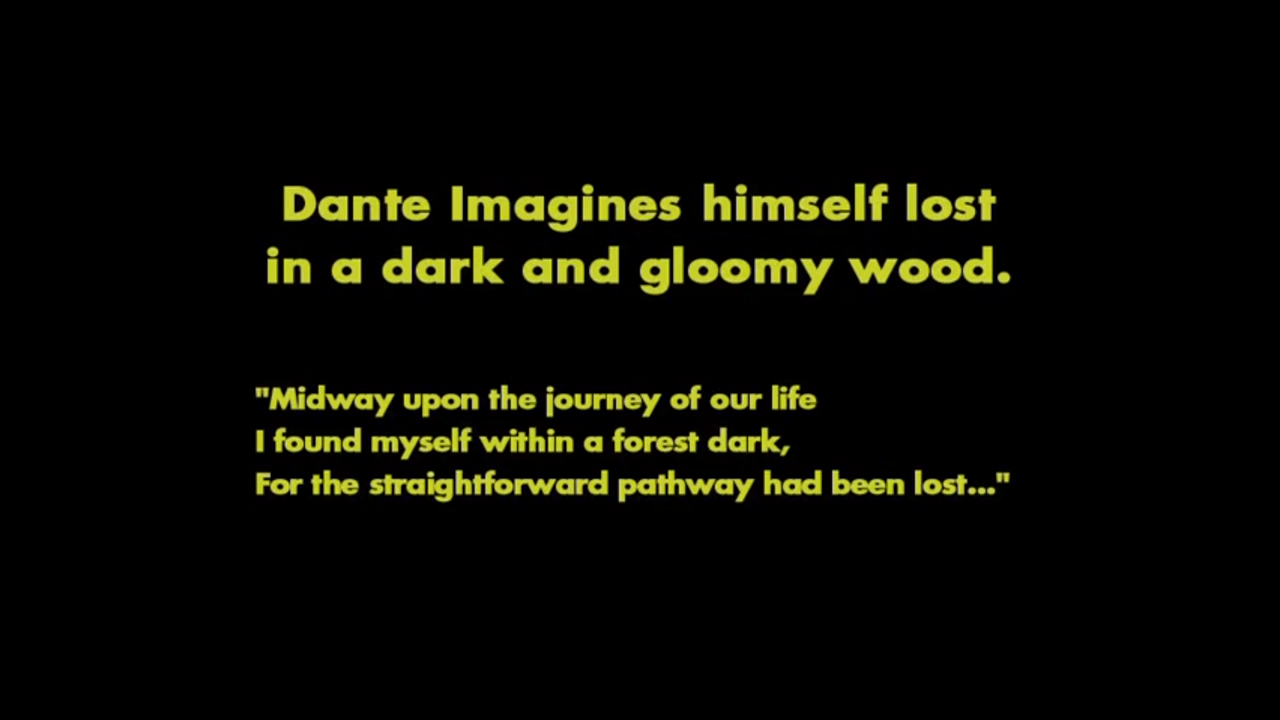 Dante Imagines himself lost
in a dark and gloomy wood.
"Midway upon the journey of our life
I found myself within a forest dark,
For the straightforward pathway had been lost..."